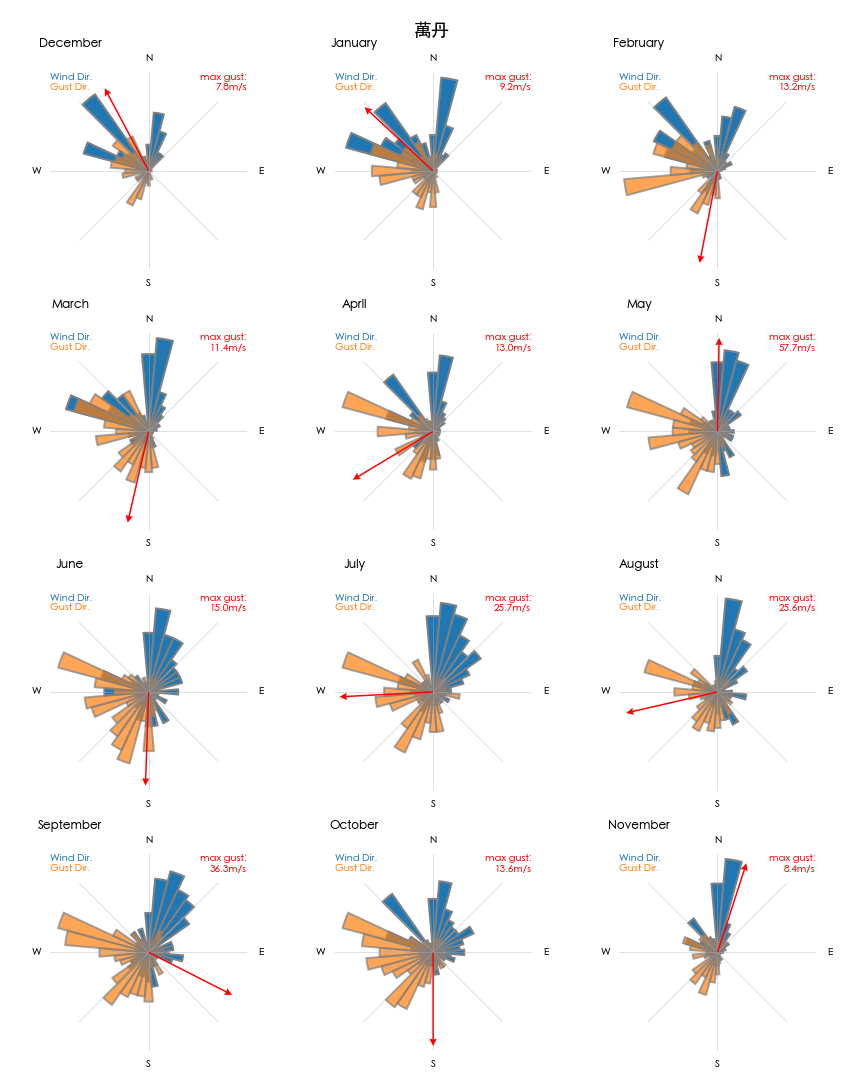 萬丹
December
N
Wind Dir.
Gust Dir.
max gust:
7.8m/s
W
E
S
January
N
Wind Dir.
Gust Dir.
max gust:
9.2m/s
W
E
S
February
N
Wind Dir.
Gust Dir.
max gust:
13.2m/s
W
E
S
March
N
Wind Dir.
Gust Dir.
max gust:
11.4m/s
W
E
S
April
N
Wind Dir.
Gust Dir.
max gust:
13.0m/s
W
E
S
May
N
Wind Dir.
Gust Dir.
max gust:
57.7m/s
W
E
S
June
N
Wind Dir.
Gust Dir.
max gust:
15.0m/s
W
E
S
July
N
Wind Dir.
Gust Dir.
max gust:
25.7m/s
W
E
S
August
N
Wind Dir.
Gust Dir.
max gust:
25.6m/s
W
E
S
September
N
Wind Dir.
Gust Dir.
max gust:
36.3m/s
W
E
S
October
N
Wind Dir.
Gust Dir.
max gust:
13.6m/s
W
E
S
November
N
Wind Dir.
Gust Dir.
max gust:
8.4m/s
W
E
S